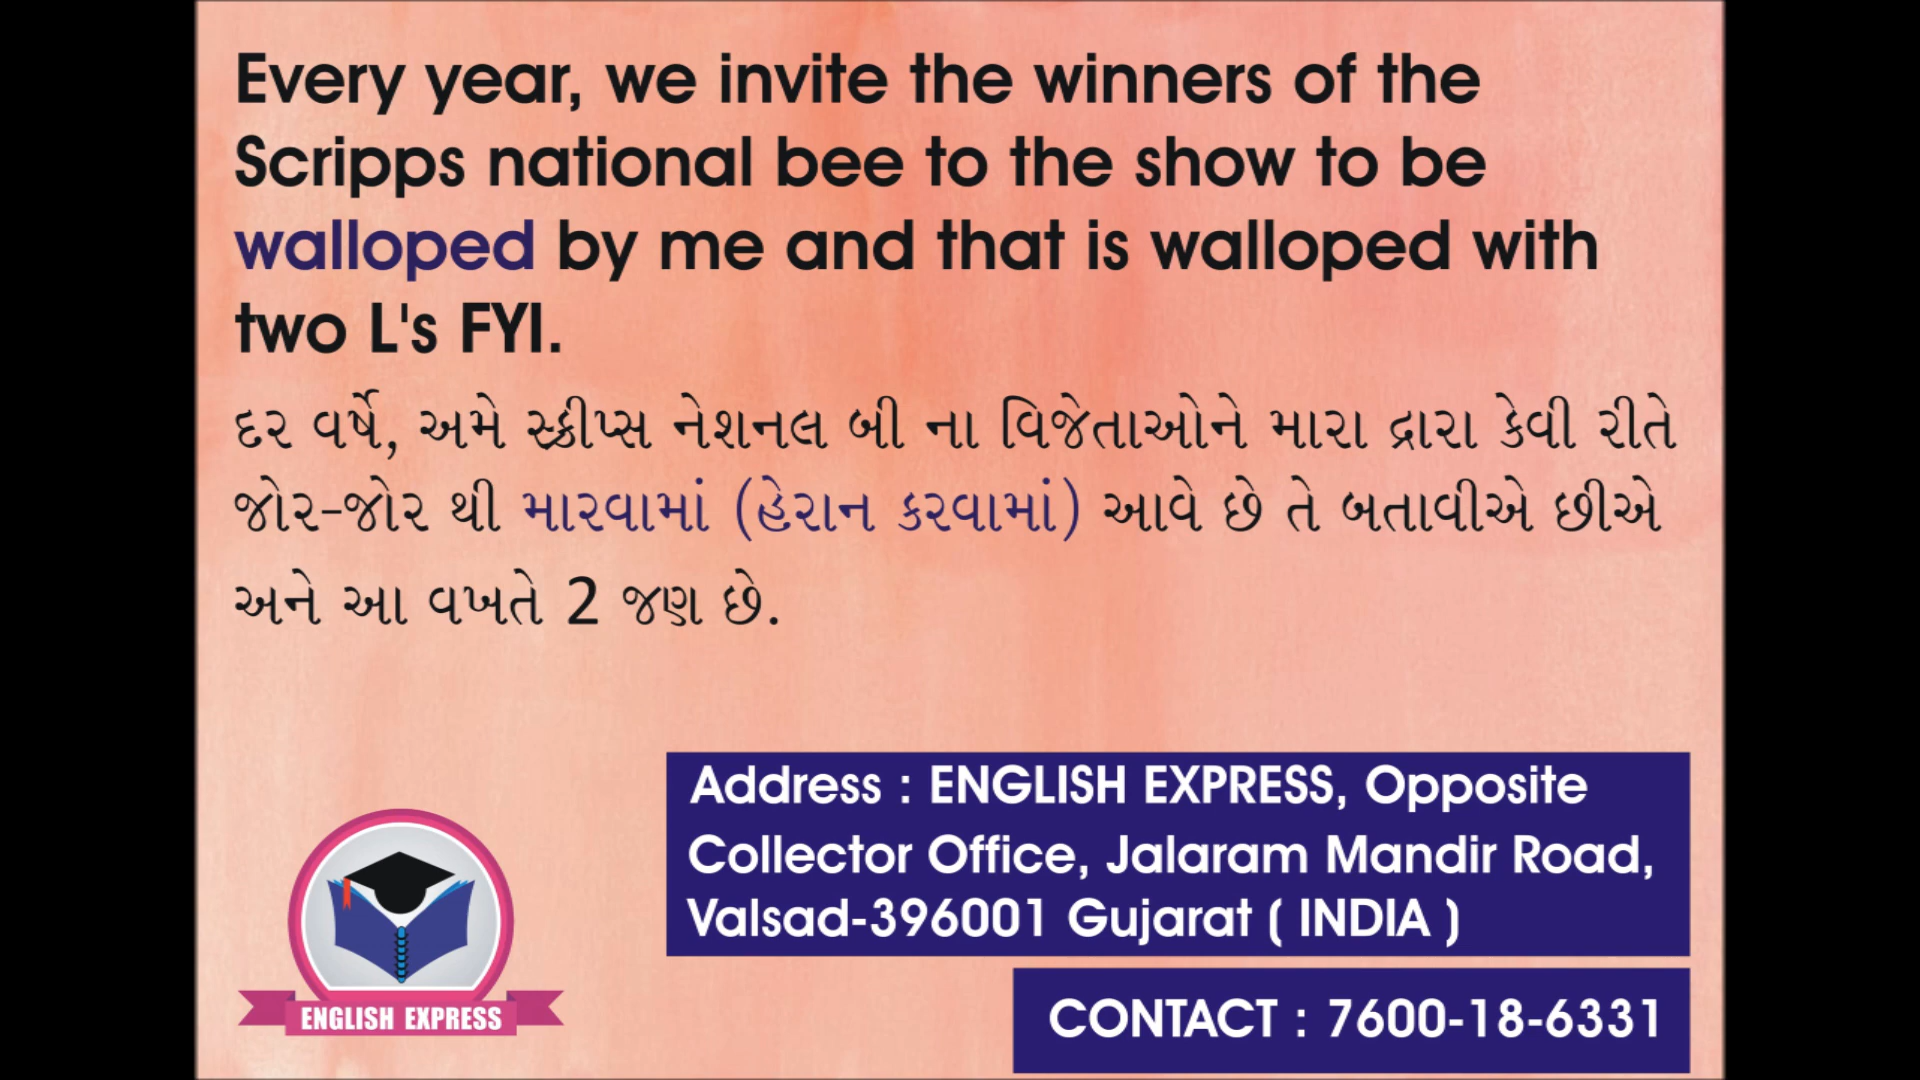 Every year, we invite the winners of the
Scripps national bee to the show to be
walloped by me and that is walloped with
two L's FYI.
દર વર્ષે, અમે સ્ક્રીપ્સ નેશનલ બી ના વિજેતાઓને મારા દ્રારા કેવી રીતે
જોર-જોર થી મારવામાં (હેરાન કરવામાં) આવે છે તે બતાવીએ છીએ
અને આ વખતે 2 જણ છે.
Address : ENGLISH EXPRESS, Opposite
Collector Office, Jalaram Mandir Road,
Valsad-396001 Gujarat ( INDIA )
ENGLISH EXPRESS
CONTACT : 7600-18-6331